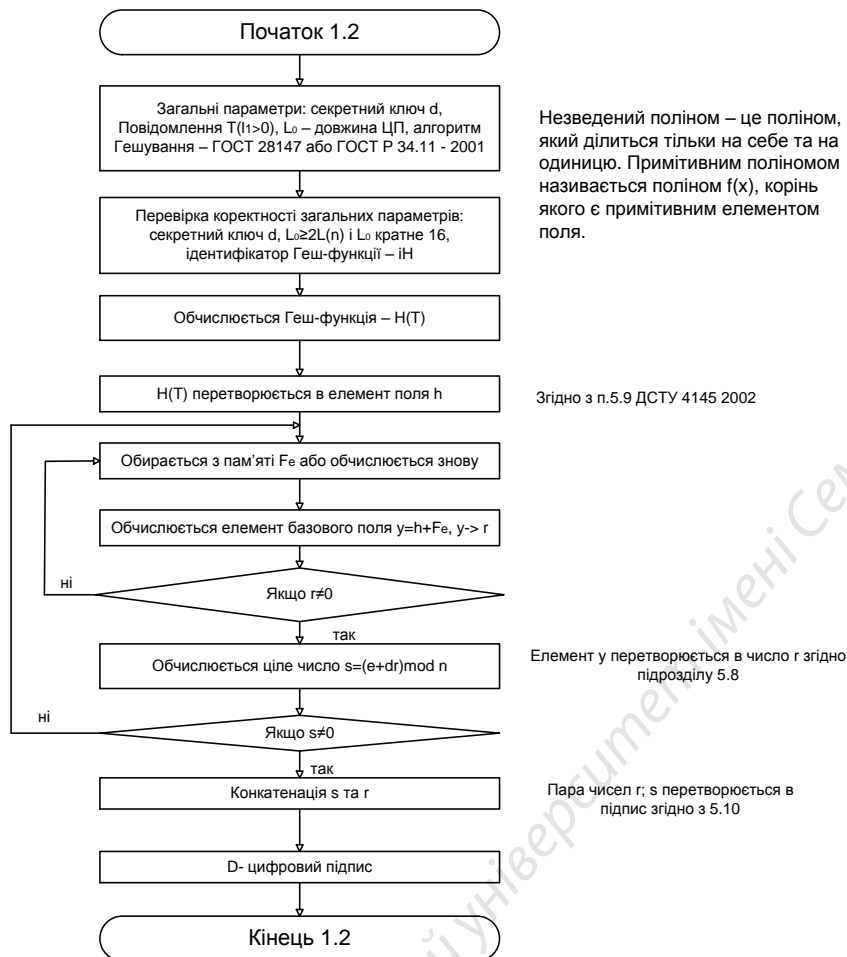 Початок 1.2
Загальні параметри: секретний ключ d,
Повідомлення T(l1>0), L0 – довжина ЦП, алгоритм
Гешування – ГОСТ 28147 або ГОСТ Р 34.11 - 2001
Незведений поліном – це поліном,
який ділиться тільки на себе та на
одиницю. Примітивним поліномом
називається поліном f(x), корінь
якого є примітивним елементом
поля.
Перевірка коректності загальних параметрів:
секретний ключ d, L0≥2L(n) і L0 кратне 16,
ідентифікатор Геш-функції – iH
Обчислюється Геш-функція – H(T)
H(T) перетворюється в елемент поля h
Згідно з п.5.9 ДСТУ 4145 2002
Обирається з пам’яті Fe або обчислюється знову
Обчислюється елемент базового поля y=h+Fe, y-> r
ні
Якщо r≠0
так
Обчислюється ціле число s=(e+dr)mod n
Елемент y перетворюється в число r згідно
підрозділу 5.8
ні
Якщо s≠0
так
Конкатенація s та r
Пара чисел r; s перетворюється в
підпис згідно з 5.10
D- цифровий підпис
Кінець 1.2
університет імені Сем